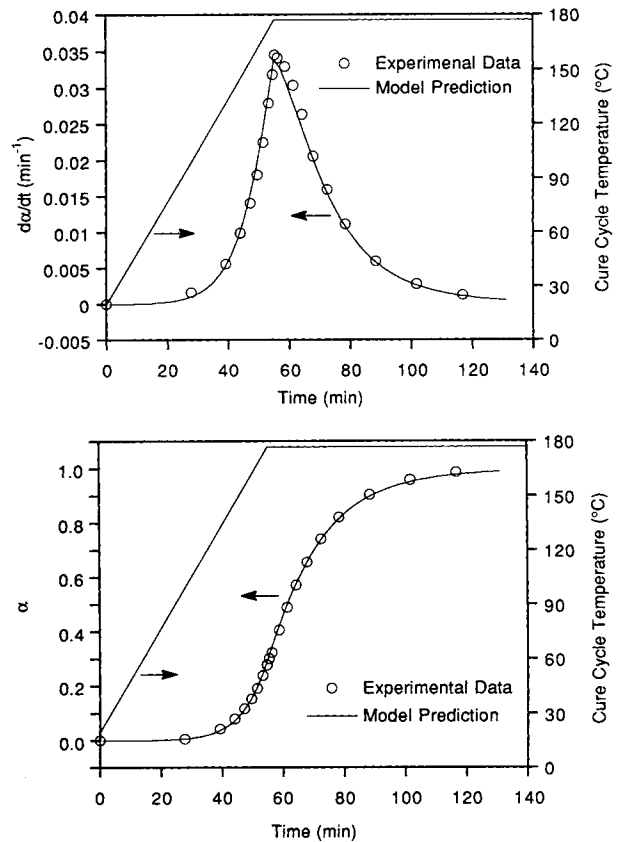 0.04
0.035
0.03
0.025
0.02
0.015
0.01
0.005
0
-0.005
dα/dt (min⁻¹)
180
150
120
90
60
30
0
Cure Cycle Temperature (°C)
Experimenal Data
Model Prediction
0 20 40 60 80 100 120 140
Time (min)
1.0
0.8
0.6
0.4
0.2
0.0
α
180
150
120
90
60
30
0
Cure Cycle Temperature (°C)
Experimental Data
Model Prediction
0 20 40 60 80 100 120 140
Time (min)